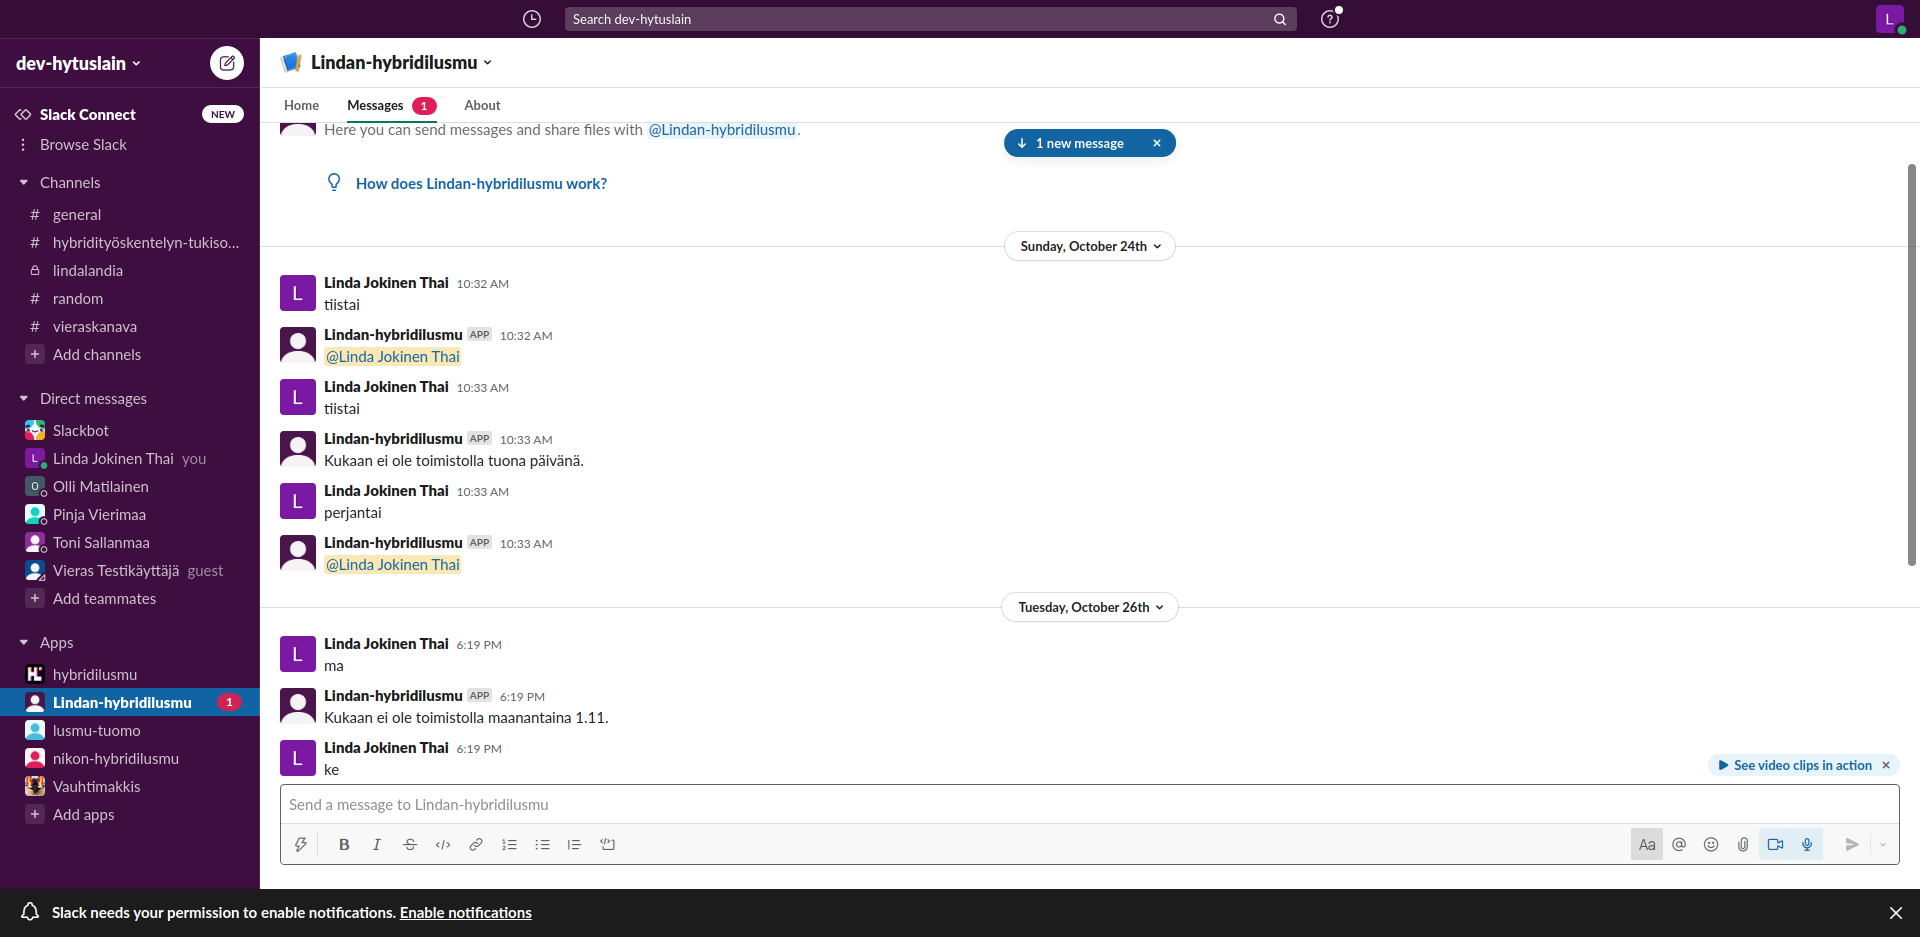 Search dev-hytuslain
L
dev-hytuslain
Slack Connect NEW
Browse Slack
Channels
# general
# hybridityöskentelyn-tukiso...
lindalandia
# random
# vieraskanava
+ Add channels
Direct messages
Slackbot
L Linda Jokinen Thai you
O Olli Matilainen
Pinja Vierimaa
Toni Sallanmaa
Vieras Testikäyttäjä guest
+ Add teammates
Apps
hybridilusmu
Lindan-hybridilusmu 1
lusmu-tuomo
nikon-hybridilusmu
Vauhtimakkis
+ Add apps
Lindan-hybridilusmu
Home Messages 1 About
Here you can send messages and share files with @Lindan-hybridilusmu.
1 new message
How does Lindan-hybridilusmu work?
Sunday, October 24th
L Linda Jokinen Thai 10:32 AM
tiistai
Lindan-hybridilusmu APP 10:32 AM
@Linda Jokinen Thai
L Linda Jokinen Thai 10:33 AM
tiistai
Lindan-hybridilusmu APP 10:33 AM
Kukaan ei ole toimistolla tuona päivänä.
L Linda Jokinen Thai 10:33 AM
perjantai
Lindan-hybridilusmu APP 10:33 AM
@Linda Jokinen Thai
Tuesday, October 26th
L Linda Jokinen Thai 6:19 PM
ma
Lindan-hybridilusmu APP 6:19 PM
Kukaan ei ole toimistolla maanantaina 1.11.
L Linda Jokinen Thai 6:19 PM
ke
See video clips in action
Send a message to Lindan-hybridilusmu
B I S Aa @
Slack needs your permission to enable notifications. Enable notifications